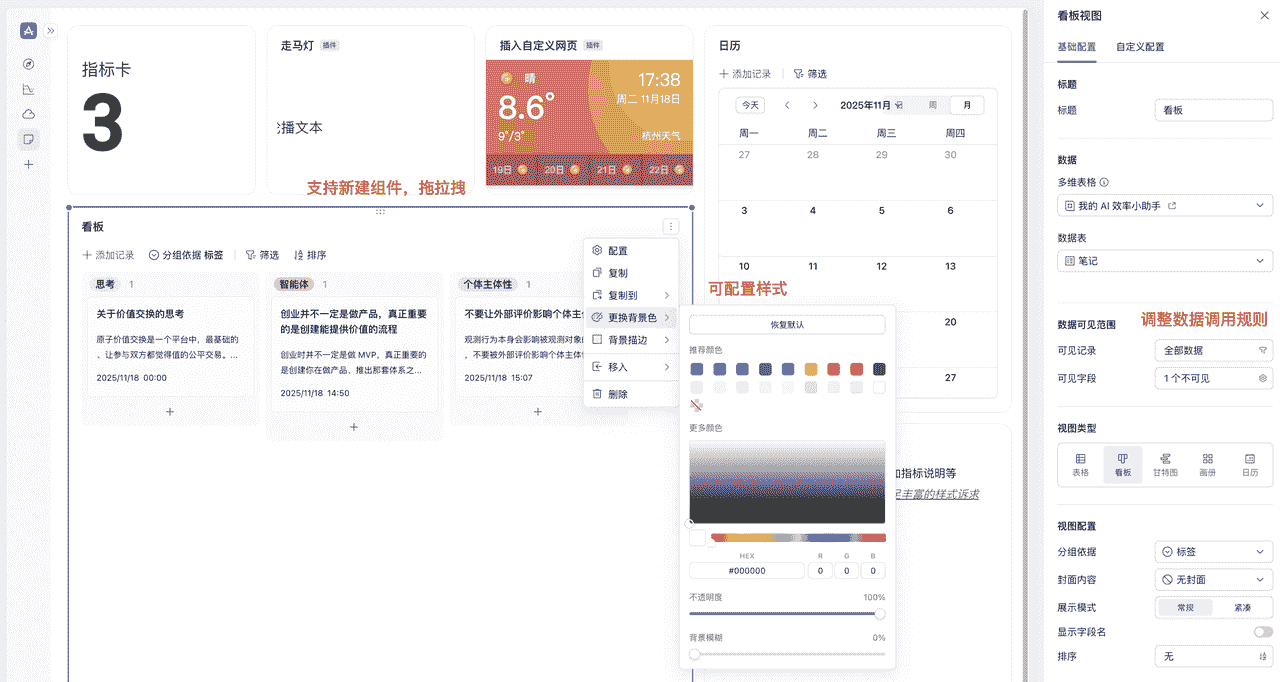 指标卡
3
走马灯 插件
播文本
插入自定义网页 插件
晴
17:38
周二 11月18日
8.6°
9°/3°
杭州天气
19日 20日 21日 22日
支持新建组件，拖拉拽
日历
添加记录 筛选
今天 2025年11月 周 月
周一 周二 周三 周四
27 28 29 30
3 4 5 6
10 11 12 13
20
27
看板
添加记录 分组依据 标签 筛选 排序
思考 1
关于价值交换的思考
原子价值交换是一个平台中，最基础的
、让参与双方都觉得值的公平交易。...
2025/11/18 00:00
智能体 1
创业并不一定是做产品，真正重要
的是创建能提供价值的流程
创业时并不一定是做 MVP，真正重要的
是创建你在做产品、推出那套体系之...
2025/11/18 14:50
个体主体性 1
不要让外部评价影响个体主
观测行为本身会影响被观测对象的
，不要被外部评价影响个体主体
2025/11/18 15:07
配置
复制
复制到
更换背景色
背景描边
移入
删除
可配置样式
恢复默认
推荐颜色
更多颜色
HEX R G B
#000000 0 0 0
不透明度 100%
背景模糊 0%
指标说明等
丰富的样式诉求
看板视图
基础配置 自定义配置
标题
标题 看板
数据
多维表格
我的 AI 效率小助手
数据表
笔记
数据可见范围
调整数据调用规则
可见记录 全部数据
可见字段 1 个不可见
视图类型
表格 看板 甘特图 画册 日历
视图配置
分组依据 标签
封面内容 无封面
展示模式 常规 紧凑
显示字段名
排序 无